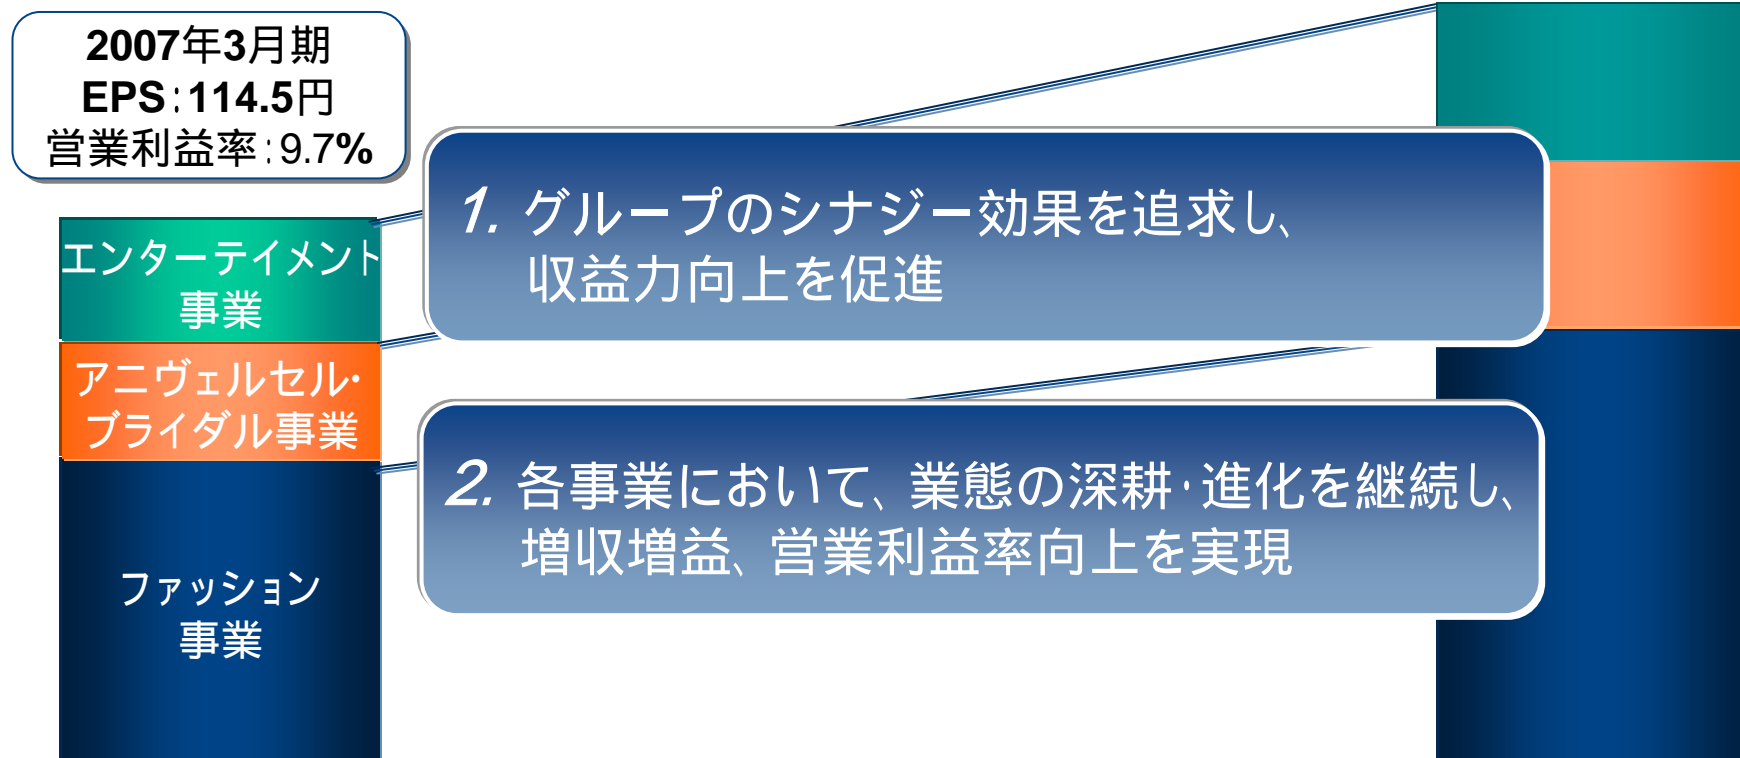 2007年3月期
EPS:114.5円
営業利益率:9.7%
1. グループのシナジー効果を追求し、
収益力向上を促進
エンターテイメント
事業
アニヴェルセル・
ブライダル事業
2. 各事業において、業態の深耕・進化を継続し、
増収増益、営業利益率向上を実現
ファッション
事業